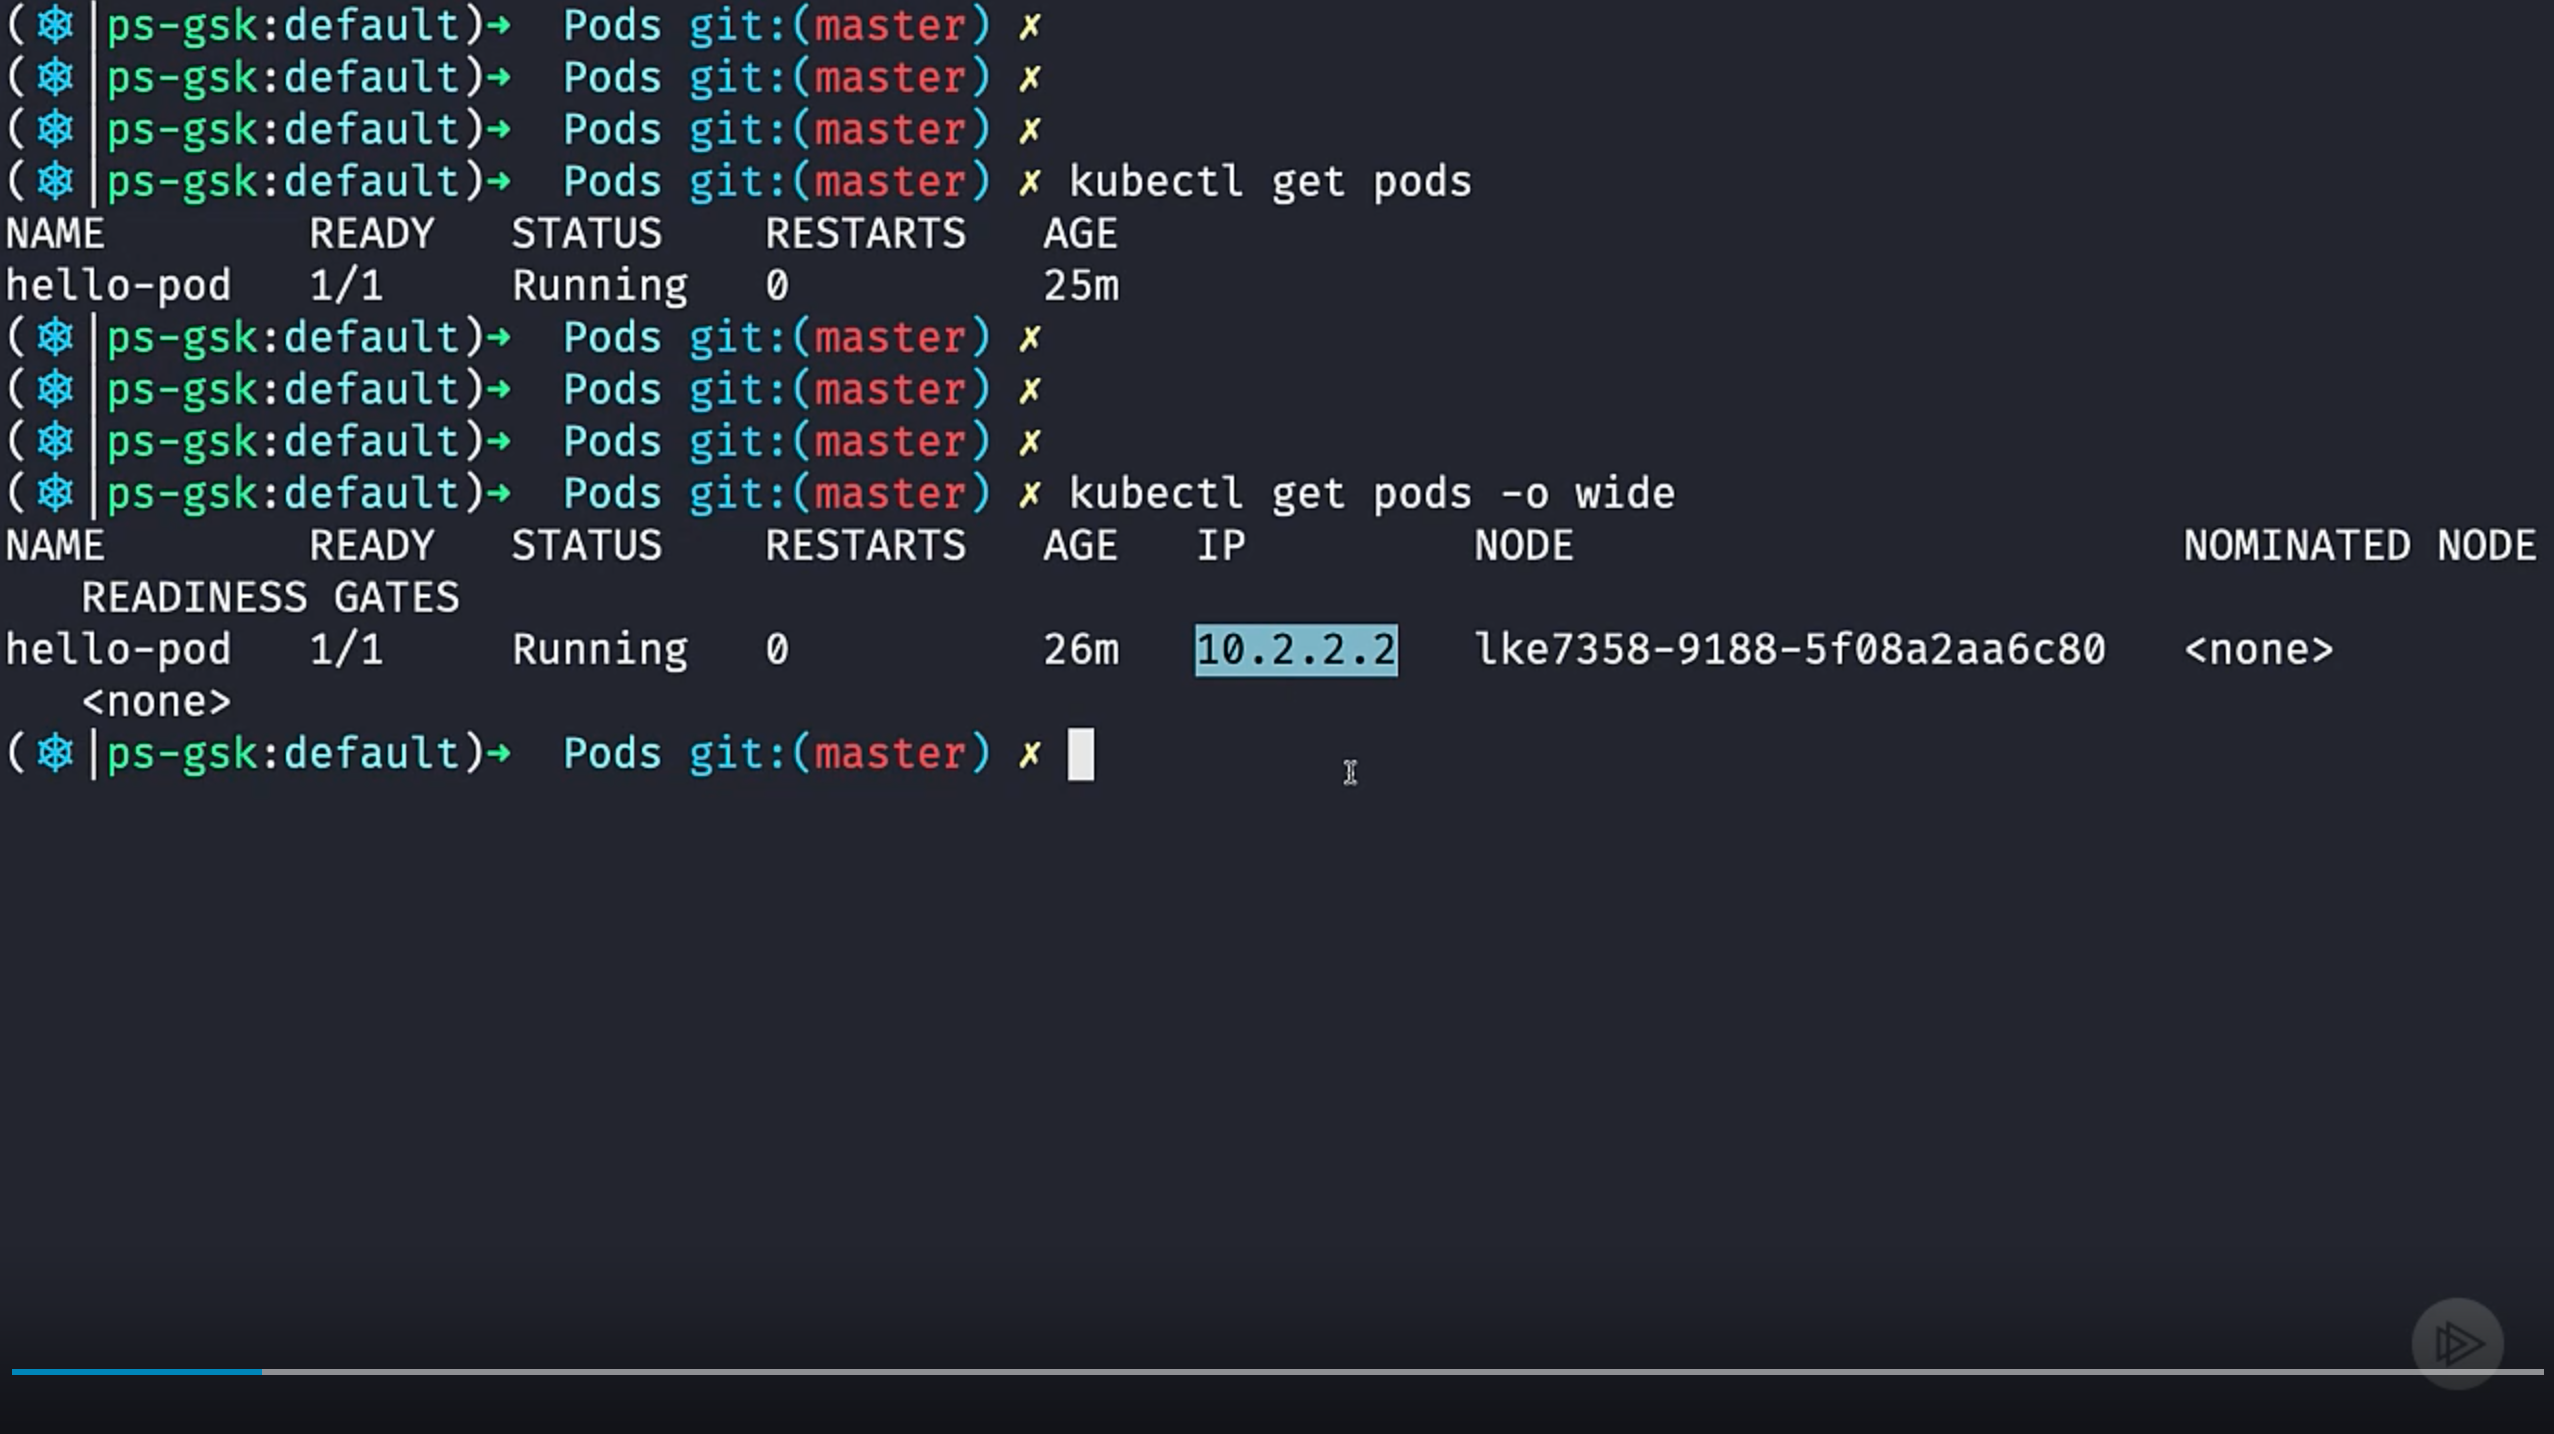 (☸ |ps-gsk:default)➜  Pods git:(master) ✗
(☸ |ps-gsk:default)➜  Pods git:(master) ✗
(☸ |ps-gsk:default)➜  Pods git:(master) ✗
(☸ |ps-gsk:default)➜  Pods git:(master) ✗ kubectl get pods
NAME        READY   STATUS    RESTARTS   AGE
hello-pod   1/1     Running   0          25m
(☸ |ps-gsk:default)➜  Pods git:(master) ✗
(☸ |ps-gsk:default)➜  Pods git:(master) ✗
(☸ |ps-gsk:default)➜  Pods git:(master) ✗
(☸ |ps-gsk:default)➜  Pods git:(master) ✗ kubectl get pods -o wide
NAME        READY   STATUS    RESTARTS   AGE   IP         NODE                        NOMINATED NODE
   READINESS GATES
hello-pod   1/1     Running   0          26m   10.2.2.2   lke7358-9188-5f08a2aa6c80   <none>
   <none>
(☸ |ps-gsk:default)➜  Pods git:(master) ✗